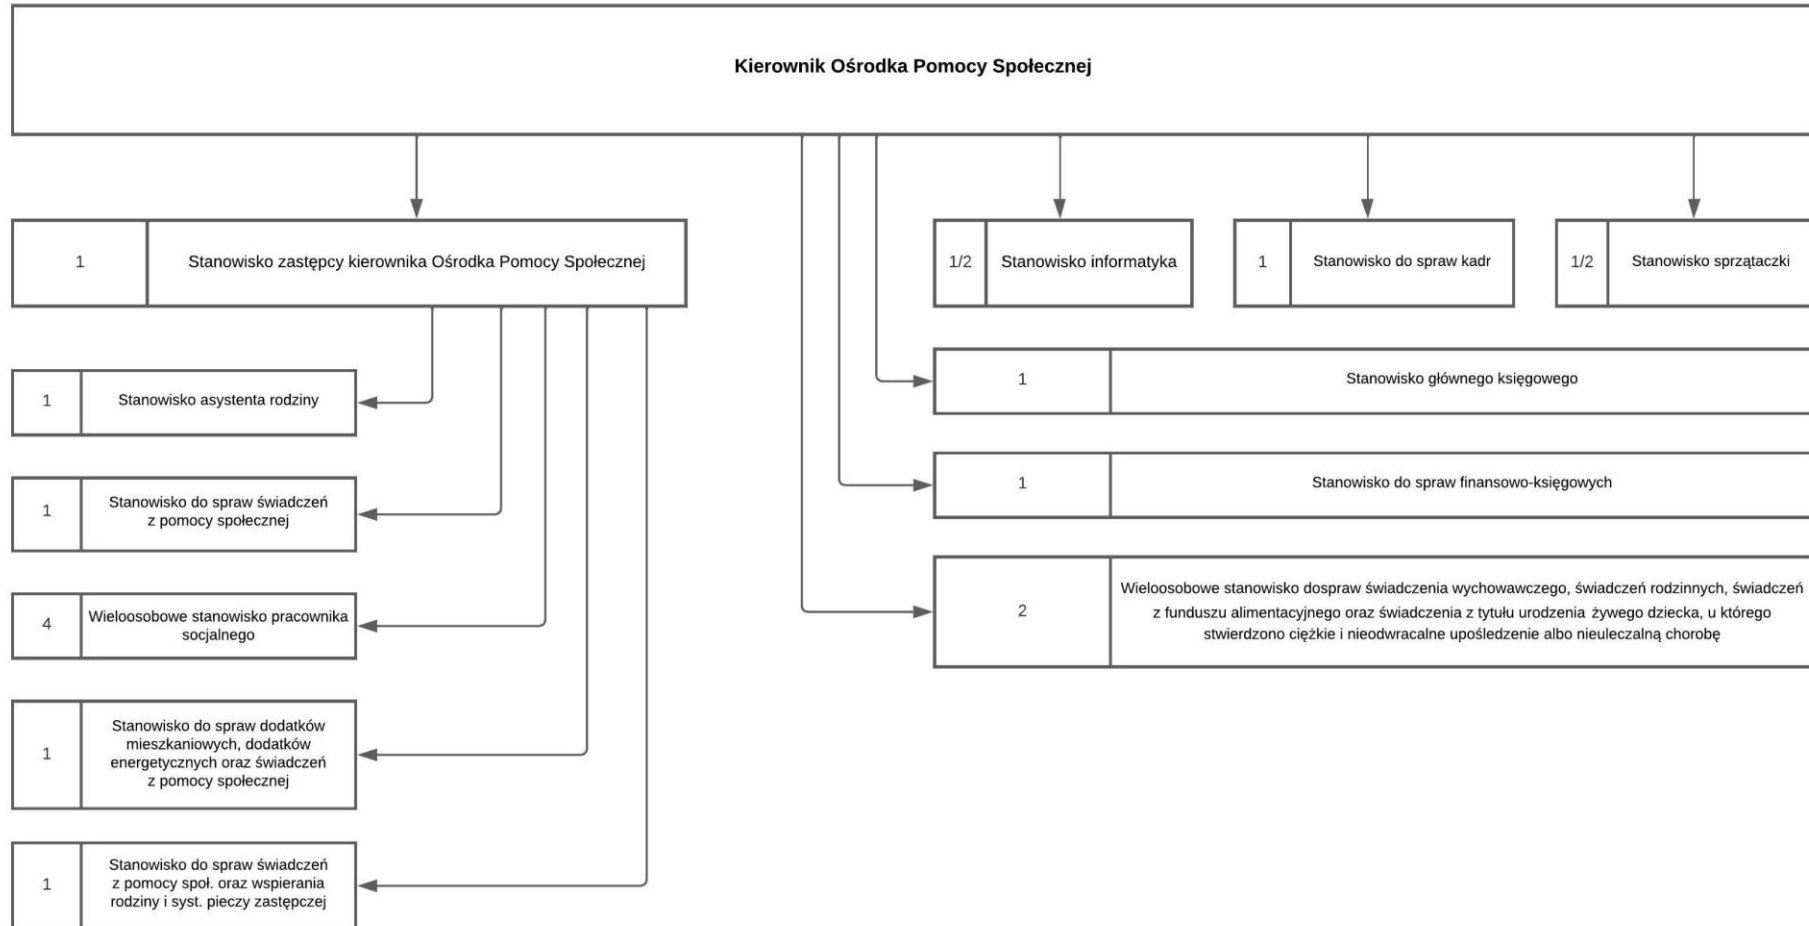 Kierownik Ośrodka Pomocy Społecznej
1
Stanowisko zastępcy kierownika Ośrodka Pomocy Społecznej
1/2
Stanowisko informatyka
1
Stanowisko do spraw kadr
1/2
Stanowisko sprzątaczki
1
Stanowisko asystenta rodziny
1
Stanowisko do spraw świadczeń
z pomocy społecznej
4
Wieloosobowe stanowisko pracownika
socjalnego
1
Stanowisko do spraw dodatków
mieszkaniowych, dodatków
energetycznych oraz świadczeń
z pomocy społecznej
1
Stanowisko do spraw świadczeń
z pomocy społ. oraz wspierania
rodziny i syst. pieczy zastępczej
1
Stanowisko głównego księgowego
1
Stanowisko do spraw finansowo-księgowych
2
Wieloosobowe stanowisko dospraw świadczenia wychowawczego, świadczeń rodzinnych, świadczeń
z funduszu alimentacyjnego oraz świadczenia z tytułu urodzenia żywego dziecka, u którego
stwierdzono ciężkie i nieodwracalne upośledzenie albo nieuleczalną chorobę